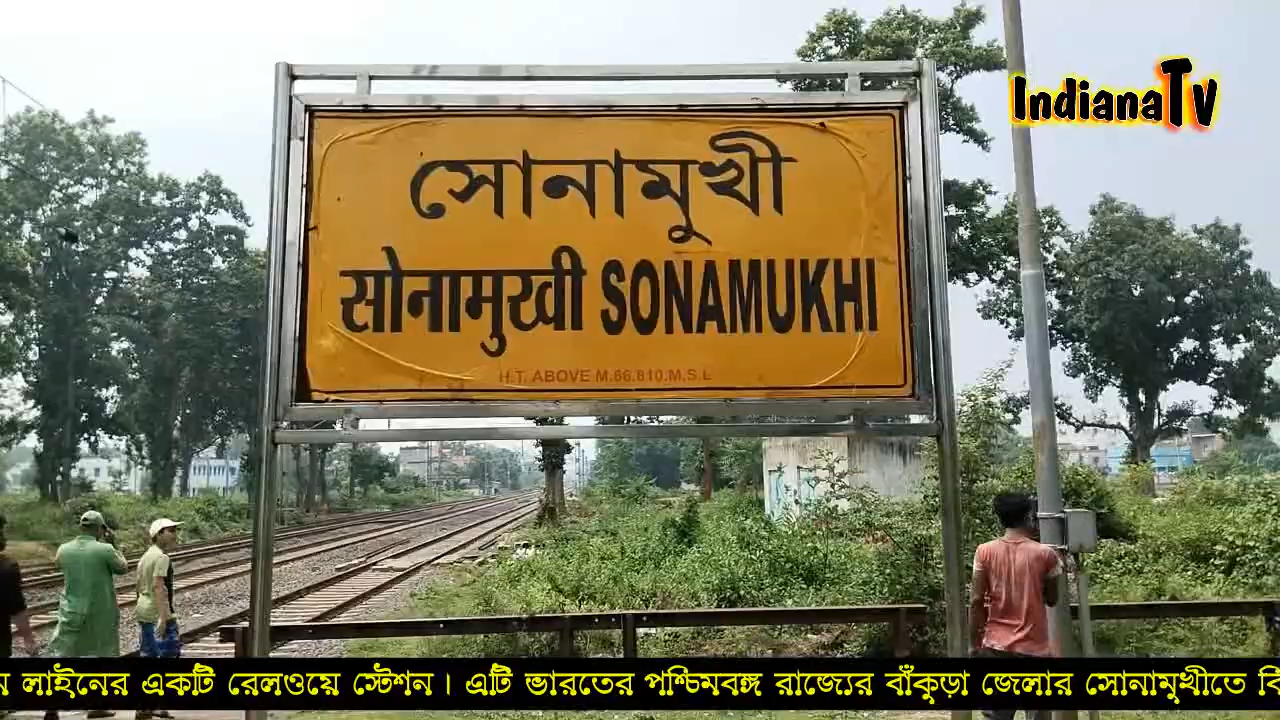 IndianaTV
সোনামুখী
सोनामुखी SONAMUKHI
H.T. ABOVE M.66.810.M.S.L
লাইনের একটি রেলওয়ে স্টেশন। এটি ভারতের পশ্চিমবঙ্গ রাজ্যের বাঁকুড়া জেলার সোনামুখীতে